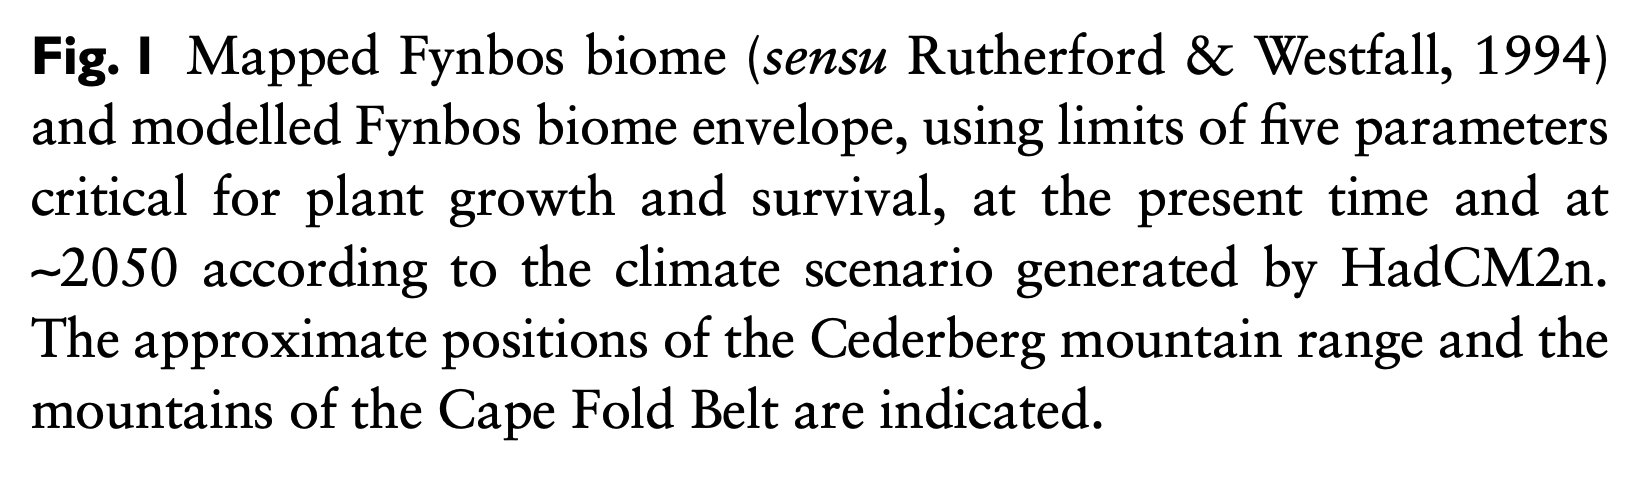 Fig. 1 Mapped Fynbos biome (sensu Rutherford & Westfall, 1994)
and modelled Fynbos biome envelope, using limits of five parameters
critical for plant growth and survival, at the present time and at
~2050 according to the climate scenario generated by HadCM2n.
The approximate positions of the Cederberg mountain range and the
mountains of the Cape Fold Belt are indicated.